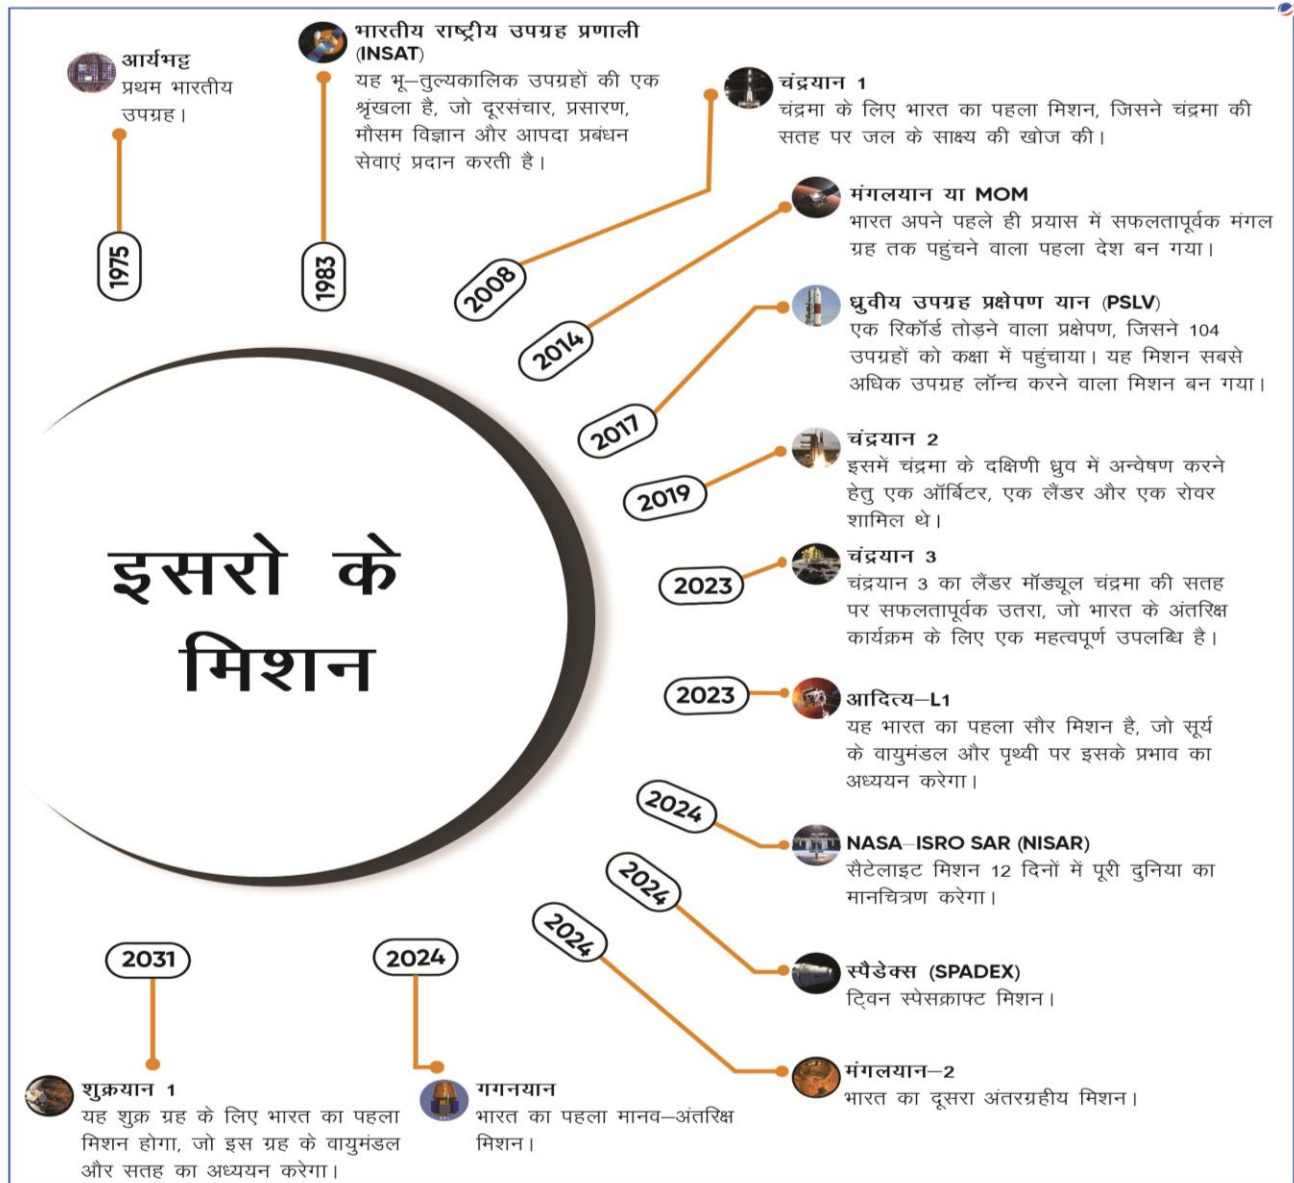 आर्यभट्ट
प्रथम भारतीय
उपग्रह।
1975
भारतीय राष्ट्रीय उपग्रह प्रणाली
(INSAT)
यह भू–तुल्यकालिक उपग्रहों की एक
श्रृंखला है, जो दूरसंचार, प्रसारण,
मौसम विज्ञान और आपदा प्रबंधन
सेवाएं प्रदान करती है।
1983
चंद्रयान 1
चंद्रमा के लिए भारत का पहला मिशन, जिसने चंद्रमा की
सतह पर जल के साक्ष्य की खोज की।
2008
मंगलयान या MOM
भारत अपने पहले ही प्रयास में सफलतापूर्वक मंगल
ग्रह तक पहुंचने वाला पहला देश बन गया।
2014
ध्रुवीय उपग्रह प्रक्षेपण यान (PSLV)
एक रिकॉर्ड तोड़ने वाला प्रक्षेपण, जिसने 104
उपग्रहों को कक्षा में पहुंचाया। यह मिशन सबसे
अधिक उपग्रह लॉन्च करने वाला मिशन बन गया।
2017
चंद्रयान 2
इसमें चंद्रमा के दक्षिणी ध्रुव में अन्वेषण करने
हेतु एक ऑर्बिटर, एक लैंडर और एक रोवर
शामिल थे।
2019
इसरो के
मिशन
चंद्रयान 3
चंद्रयान 3 का लैंडर मॉड्यूल चंद्रमा की सतह
पर सफलतापूर्वक उतरा, जो भारत के अंतरिक्ष
कार्यक्रम के लिए एक महत्वपूर्ण उपलब्धि है।
2023
आदित्य–L1
यह भारत का पहला सौर मिशन है, जो सूर्य
के वायुमंडल और पृथ्वी पर इसके प्रभाव का
अध्ययन करेगा।
2023
NASA–ISRO SAR (NISAR)
सैटेलाइट मिशन 12 दिनों में पूरी दुनिया का
मानचित्रण करेगा।
2024
स्पैडेक्स (SPADEX)
ट्विन स्पेसक्राफ्ट मिशन।
2024
मंगलयान–2
भारत का दूसरा अंतरग्रहीय मिशन।
2024
गगनयान
भारत का पहला मानव–अंतरिक्ष
मिशन।
2024
शुक्रयान 1
यह शुक्र ग्रह के लिए भारत का पहला
मिशन होगा, जो इस ग्रह के वायुमंडल
और सतह का अध्ययन करेगा।
2031